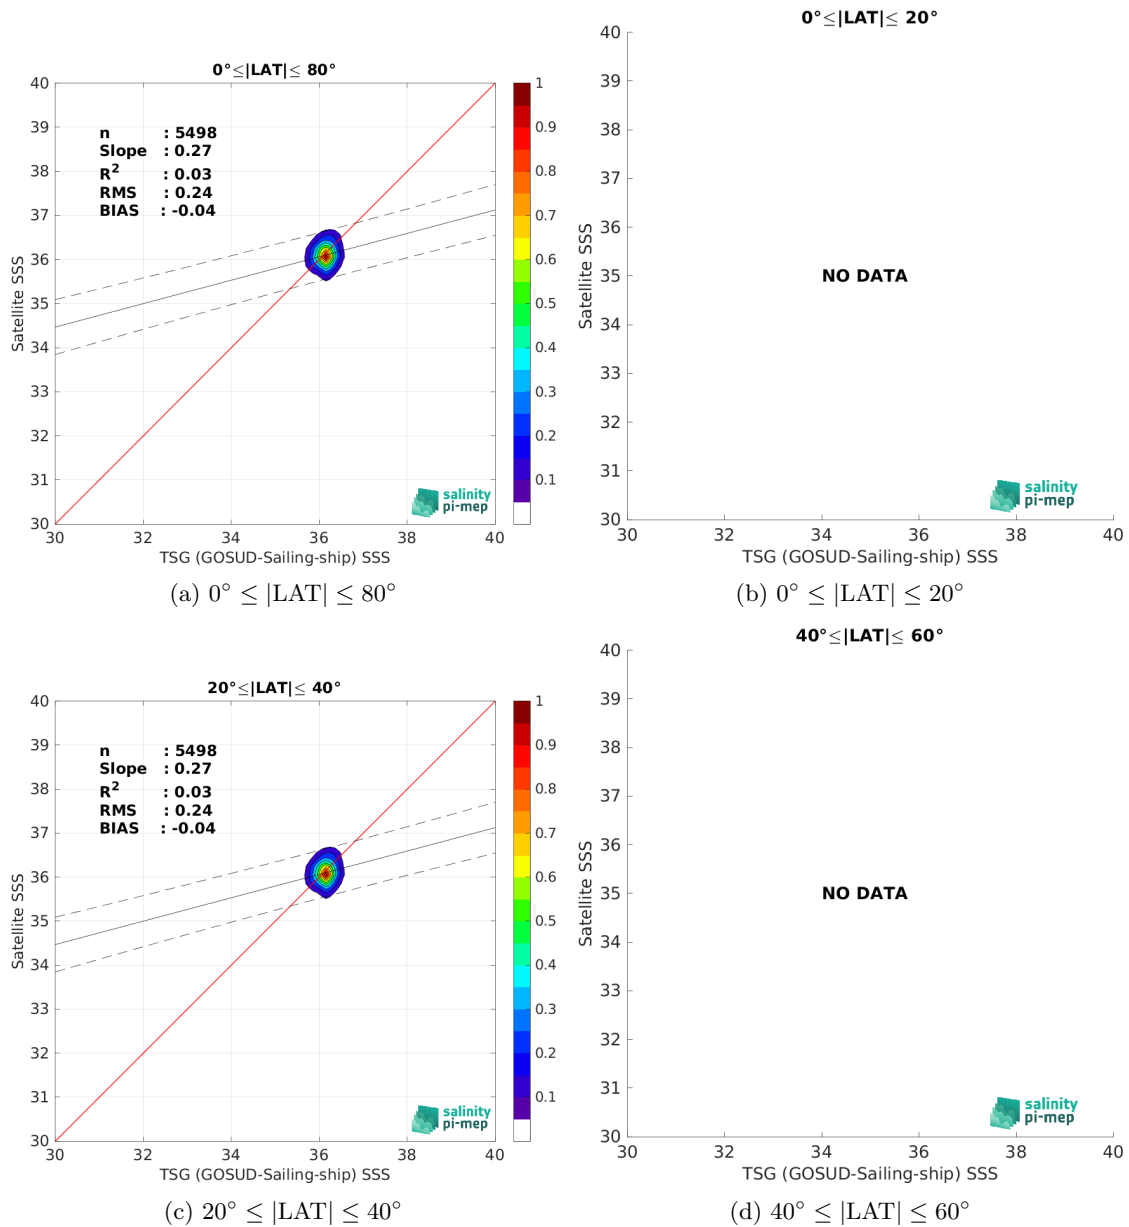 0°≤|LAT|≤ 80°
40
39
38
37
36
35
34
33
32
31
30
30
32
34
36
38
40
n : 5498
Slope : 0.27
R² : 0.03
RMS : 0.24
BIAS : -0.04
Satellite SSS
TSG (GOSUD-Sailing-ship) SSS
salinity
pi-mep
1
0.9
0.8
0.7
0.6
0.5
0.4
0.3
0.2
0.1
(a) 0° ≤ |LAT| ≤ 80°
0°≤|LAT|≤ 20°
40
39
38
37
36
35
34
33
32
31
30
30
32
34
36
38
40
NO DATA
Satellite SSS
TSG (GOSUD-Sailing-ship) SSS
salinity
pi-mep
(b) 0° ≤ |LAT| ≤ 20°
20°≤|LAT|≤ 40°
40
39
38
37
36
35
34
33
32
31
30
30
32
34
36
38
40
n : 5498
Slope : 0.27
R² : 0.03
RMS : 0.24
BIAS : -0.04
Satellite SSS
TSG (GOSUD-Sailing-ship) SSS
salinity
pi-mep
1
0.9
0.8
0.7
0.6
0.5
0.4
0.3
0.2
0.1
(c) 20° ≤ |LAT| ≤ 40°
40°≤|LAT|≤ 60°
40
39
38
37
36
35
34
33
32
31
30
30
32
34
36
38
40
NO DATA
Satellite SSS
TSG (GOSUD-Sailing-ship) SSS
salinity
pi-mep
(d) 40° ≤ |LAT| ≤ 60°